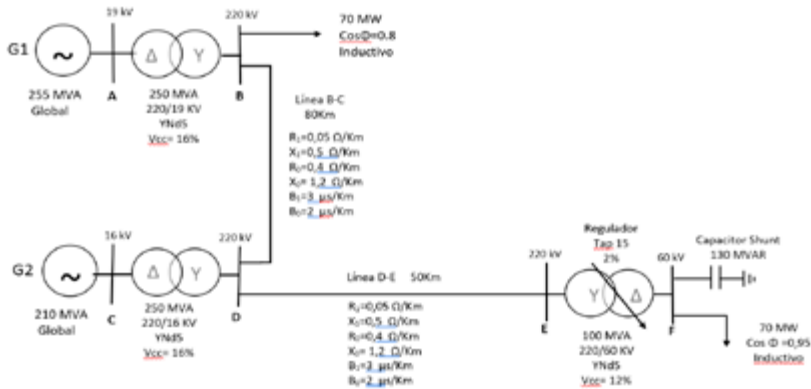 19 kV
220 kV
70 MW
CosΦ=0.8
Inductivo
G1
~
Δ
Y
255 MVA
Global
A
250 MVA
220/19 KV
YNd5
Vcc= 16%
B
Línea B-C
80Km
R₁=0,05 Ω/Km
X₁=0,5 Ω/Km
R₀=0,4 Ω/Km
X₀= 1,2 Ω/Km
B₁=3 µs/Km
B₀=2 µs/Km
16 kV
220 kV
G2
~
Δ
Y
210 MVA
Global
C
250 MVA
220/16 KV
YNd5
Vcc= 16%
D
Línea D-E 50Km
R₁=0,05 Ω/Km
X₁=0,5 Ω/Km
R₀=0,4 Ω/Km
X₀= 1,2 Ω/Km
B₁=3 µs/Km
B₀=2 µs/Km
220 kV
E
Regulador
Tap 15
2%
Y
Δ
100 MVA
220/60 KV
YNd5
Vcc= 12%
60 kV
F
Capacitor Shunt
130 MVAR
70 MW
Cos Φ =0,95
Inductivo